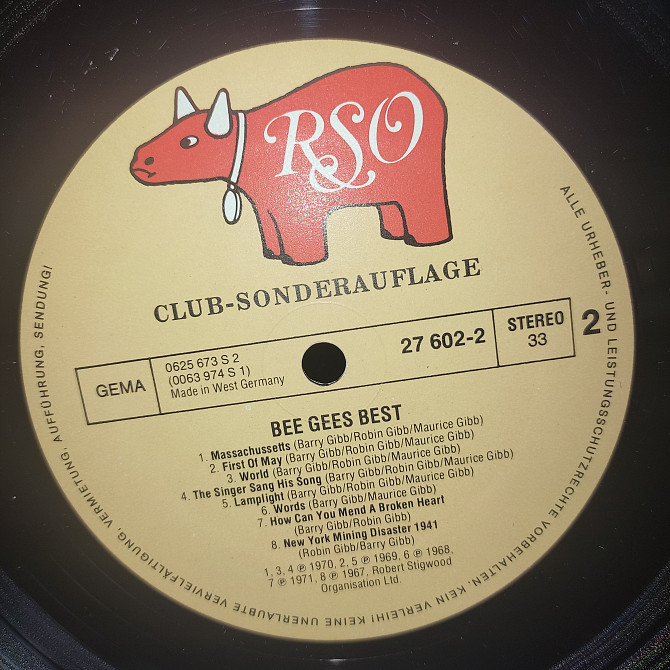 RSO
CLUB-SONDERAUFLAGE
GEMA
0625 673 S 2
(0063 974 S 1)
Made in West Germany
27 602-2
STEREO
33
2
BEE GEES BEST
1. Massachussetts (Barry Gibb/Robin Gibb/Maurice Gibb)
2. First Of May (Barry Gibb/Robin Gibb/Maurice Gibb)
3. World (Barry Gibb/Robin Gibb/Maurice Gibb)
4. The Singer Sang His Song (Barry Gibb/Robin Gibb/Maurice Gibb)
5. Lamplight (Barry Gibb/Robin Gibb/Maurice Gibb)
6. Words (Barry Gibb/Maurice Gibb)
7. How Can You Mend A Broken Heart
(Barry Gibb/Robin Gibb)
8. New York Mining Disaster 1941
(Robin Gibb/Barry Gibb)
1, 3, 4 ℗ 1970, 2, 5 ℗ 1969, 6 ℗ 1968,
7 ℗ 1971, 8 ℗ 1967, Robert Stigwood
Organisation Ltd.
ALLE URHEBER- UND LEISTUNGSSCHUTZRECHTE VORBEHALTEN, KEIN VERLEIH! KEINE UNERLAUBTE VERVIELFÄLTIGUNG, VERMIETUNG, AUFFÜHRUNG, SENDUNG!